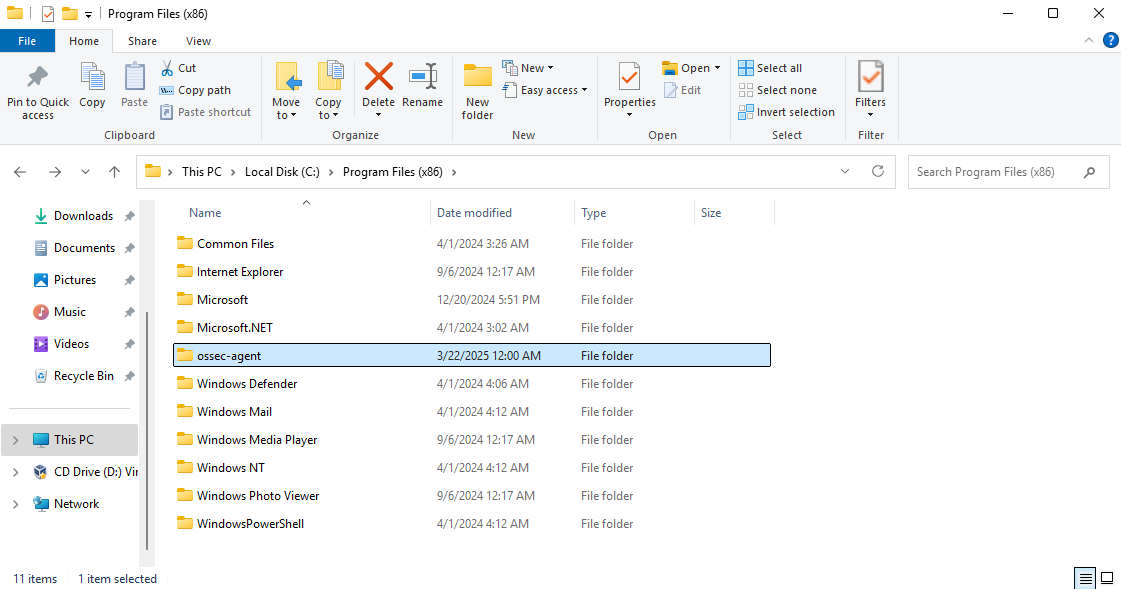 Program Files (x86)
File Home Share View
Pin to Quick access
Copy
Paste
Cut
Copy path
Paste shortcut
Clipboard
Move to
Copy to
Delete
Rename
Organize
New folder
New
Easy access
New
Properties
Open
Edit
Open
Select all
Select none
Invert selection
Select
Filters
Filter
This PC Local Disk (C:) Program Files (x86)
Search Program Files (x86)
Downloads
Documents
Pictures
Music
Videos
Recycle Bin
This PC
CD Drive (D:) Vir
Network
Name Date modified Type Size
Common Files 4/1/2024 3:26 AM File folder
Internet Explorer 9/6/2024 12:17 AM File folder
Microsoft 12/20/2024 5:51 PM File folder
Microsoft.NET 4/1/2024 3:02 AM File folder
ossec-agent 3/22/2025 12:00 AM File folder
Windows Defender 4/1/2024 4:06 AM File folder
Windows Mail 4/1/2024 4:12 AM File folder
Windows Media Player 9/6/2024 12:17 AM File folder
Windows NT 4/1/2024 4:12 AM File folder
Windows Photo Viewer 9/6/2024 12:17 AM File folder
WindowsPowerShell 4/1/2024 4:12 AM File folder
11 items 1 item selected